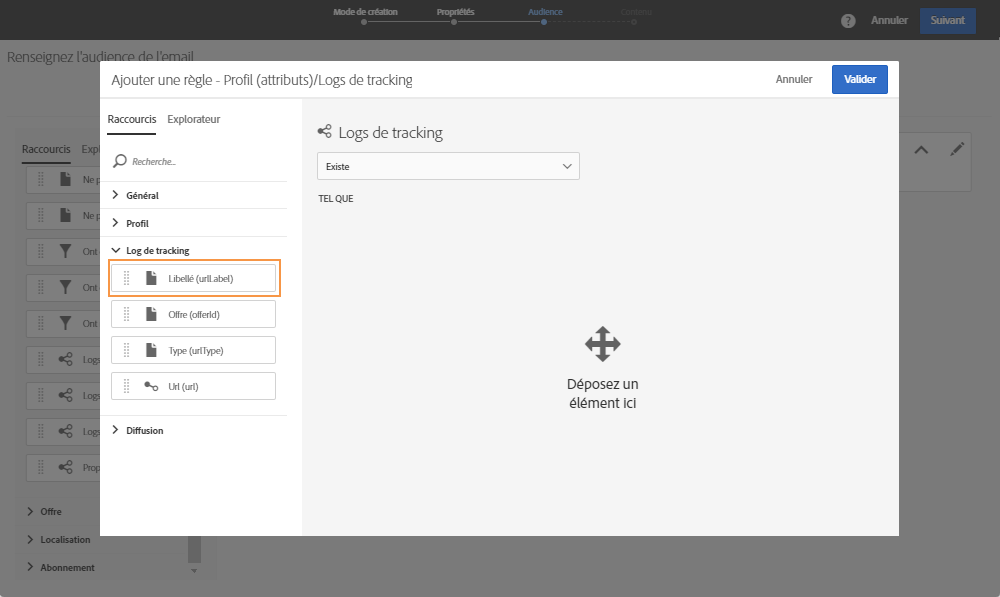 Mode de création
Propriétés
Audience
?
Annuler
Suivant
Renseignez l'audience de l'email
Ajouter une règle - Profil (attributs)/Logs de tracking
Annuler
Valider
Raccourcis
Explorateur
Recherche...
Général
Profil
Log de tracking
Libellé (urlLabel)
Offre (offerId)
Type (urlType)
Url (url)
Diffusion
Logs de tracking
Existe
TEL QUE
Déposez un
élément ici
Raccourcis
Expl
Ne p
Ne p
Ont
Ont
Ont
Logs
Logs
Logs
Prop
Offre
Localisation
Abonnement